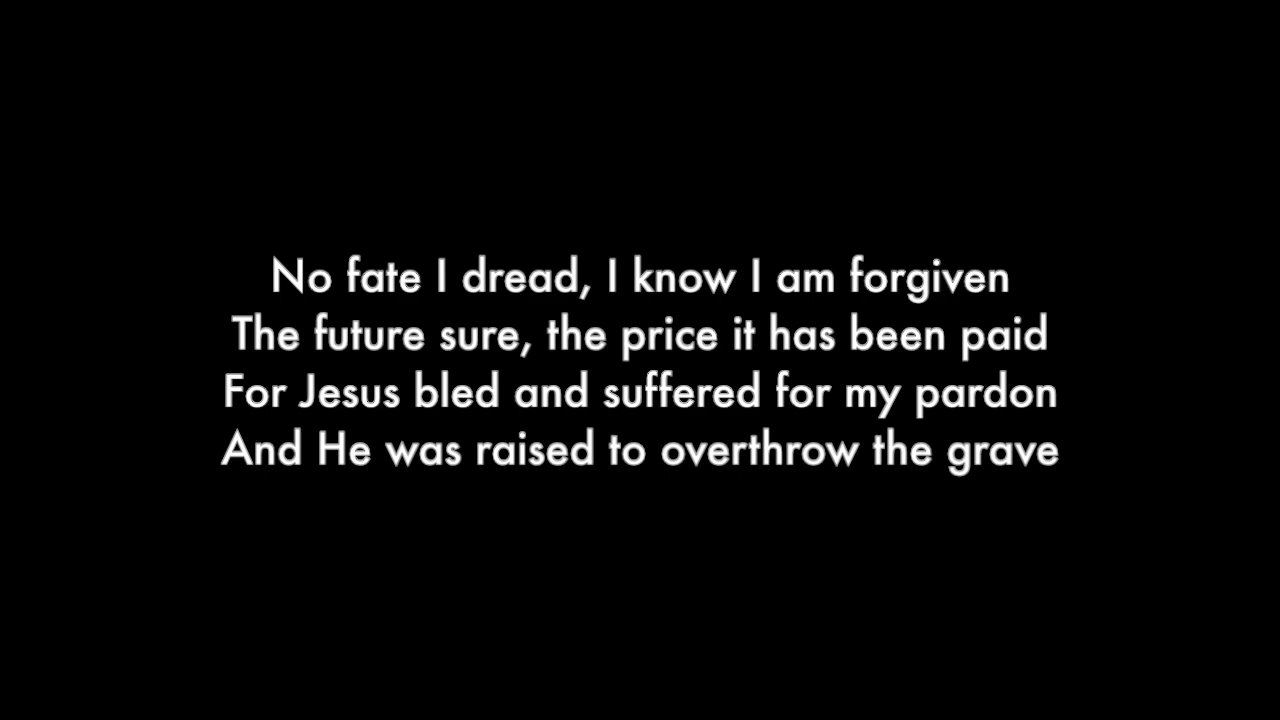 No fate I dread, I know I am forgiven
The future sure, the price it has been paid
For Jesus bled and suffered for my pardon
And He was raised to overthrow the grave